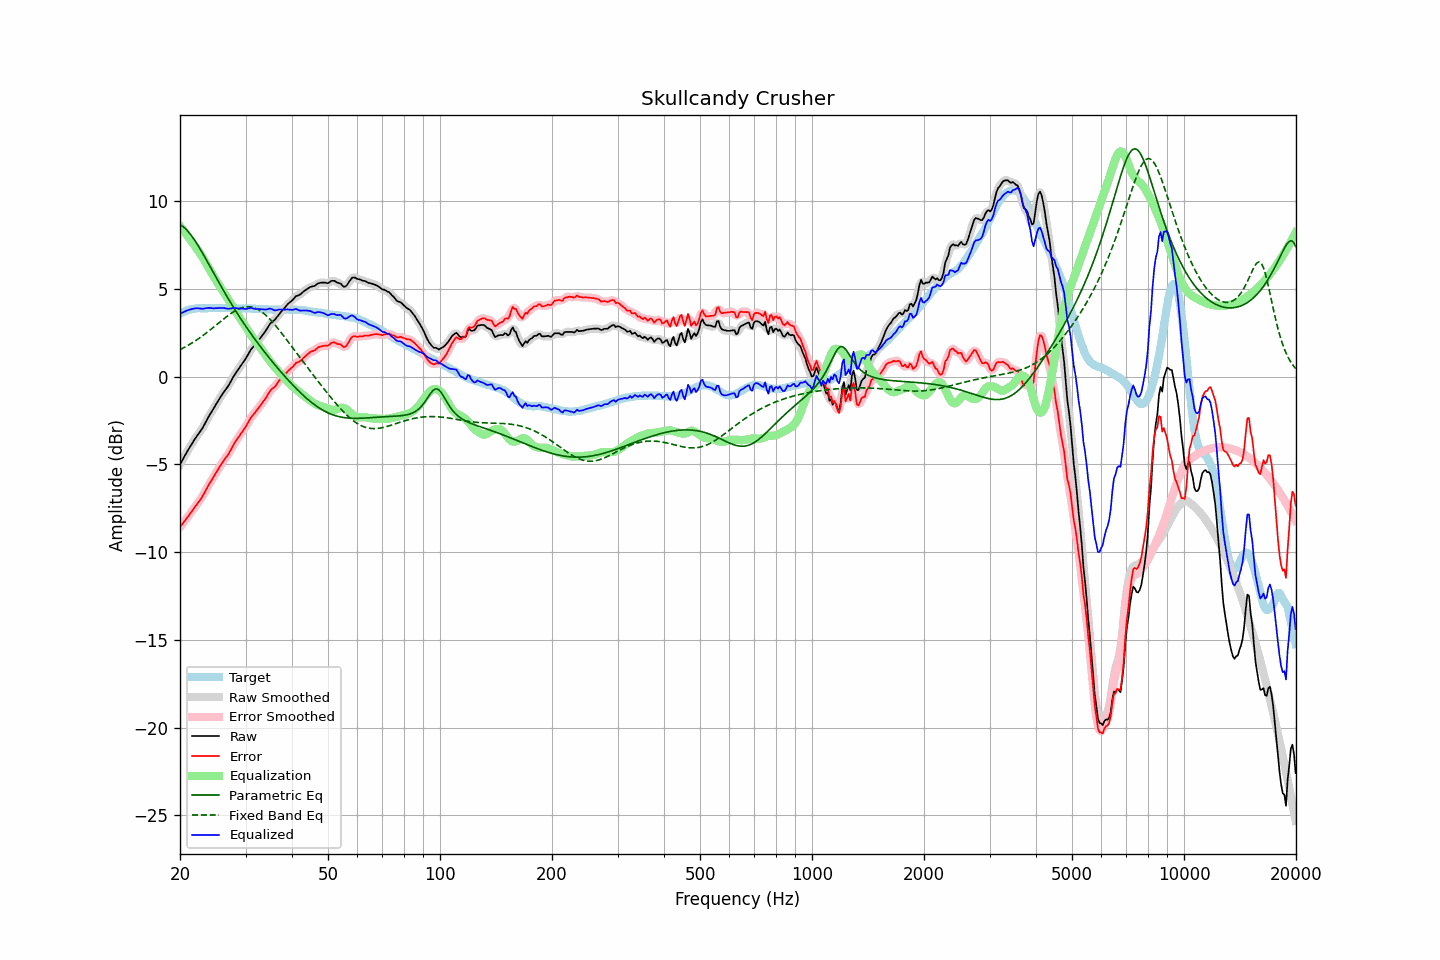 Skullcandy Crusher
Amplitude (dBr)
10
5
0
−5
−10
−15
−20
−25
Target
Raw Smoothed
Error Smoothed
Raw
Error
Equalization
Parametric Eq
Fixed Band Eq
Equalized
20 50 100 200 500 1000 2000 5000 10000 20000
Frequency (Hz)